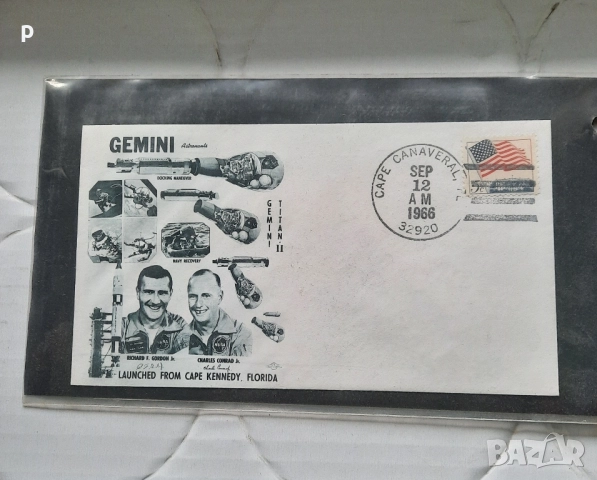 p
GEMINI Astronauts
DOCKING MANEUVER
GEMINI
TITAN II
NAVY RECOVERY
RICHARD F. GORDON Jr.
CHARLES CONRAD Jr.
LAUNCHED FROM CAPE KENNEDY, FLORIDA
CAPE CANAVERAL,
SEP
12
AM
1966
32920
BAZAR